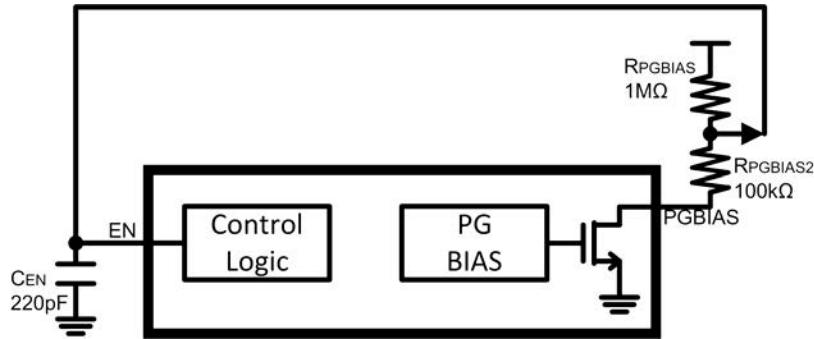 RPGBIAS
1MΩ
RPGBIAS2
100kΩ
PGBIAS
EN
Control
Logic
PG
BIAS
CEN
220pF